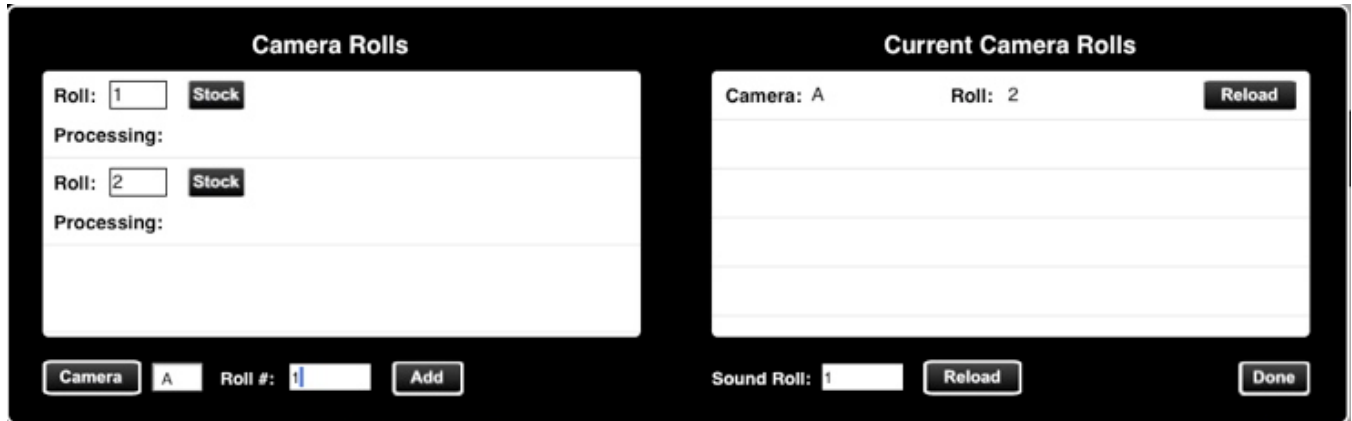 Camera Rolls
Roll: 1 Stock
Processing:
Roll: 2 Stock
Processing:
Camera A Roll #: 1 Add
Current Camera Rolls
Camera: A Roll: 2 Reload
Sound Roll: 1 Reload Done